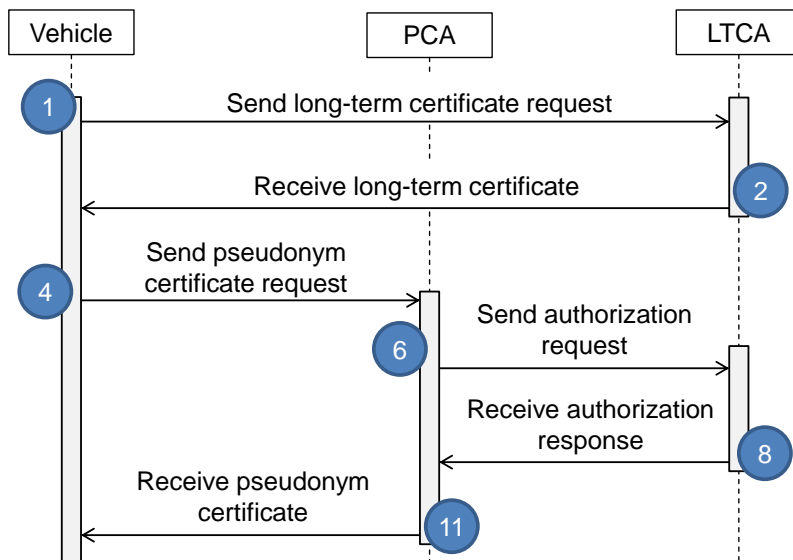 Vehicle
PCA
LTCA
1
Send long-term certificate request
Receive long-term certificate
2
Send pseudonym
certificate request
4
Send authorization
request
6
Receive authorization
response
8
Receive pseudonym
certificate
11